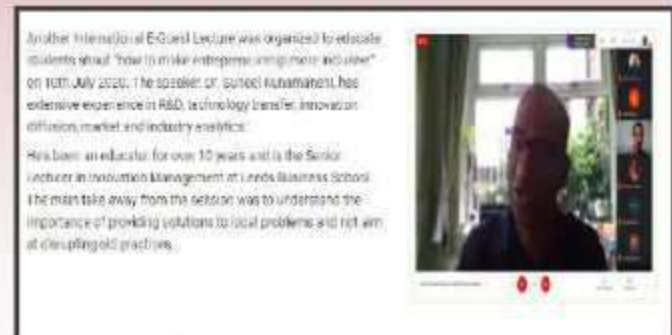 Another International E-Guest Lecture was organized to educate
students about "how to make entrepreneurship more inclusive"
on 10th July 2020. The speaker Dr. Suneel Kunamaneni, has
extensive experience in R&D, technology transfer, innovation
diffusion, market and industry analytics.
He's been an educator for over 10 years and is the Senior
Lecturer in Innovation Management at Leeds Business School.
The main take away from the session was to understand the
importance of providing solutions to local problems and not aim
at disrupting old practices.